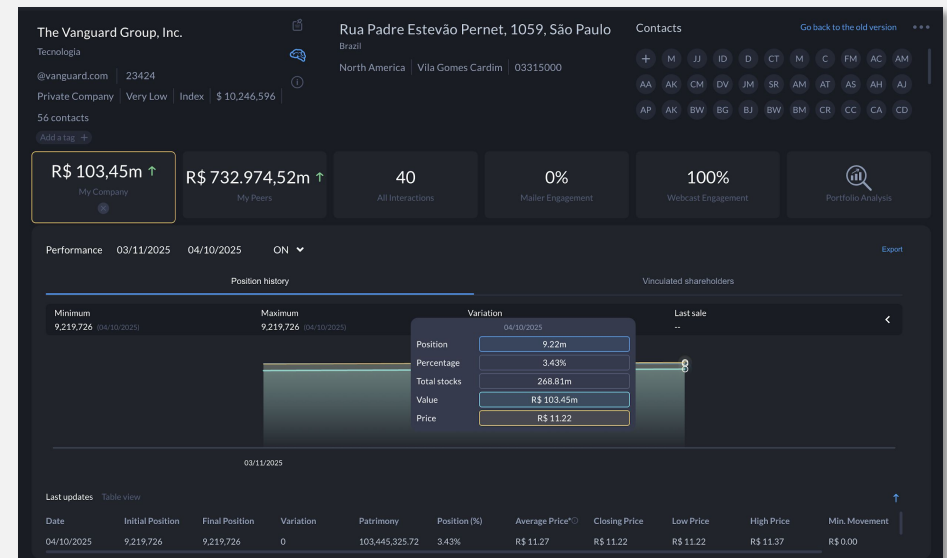 The Vanguard Group, Inc.
Tecnologia
@vanguard.com 23424
Private Company Very Low Index $ 10,246,596
56 contacts
Add a tag +
Rua Padre Estevão Pernet, 1059, São Paulo
Brazil
North America Vila Gomes Cardim 03315000
Contacts
Go back to the old version
+ M JJ ID D CT M C FM AC AM
AA AK CM DV JM SR AM AT AS AH AJ
AP AK BW BG BJ BW BM CR CC CA CD
R$ 103,45m ↑
My Company
R$ 732.974,52m ↑
My Peers
40
All Interactions
0%
Mailer Engagement
100%
Webcast Engagement
Portfolio Analysis
Performance 03/11/2025 04/10/2025 ON
Export
Position history Vinculated shareholders
Minimum Maximum Variation Last sale
9,219,726 (04/10/2025) 9,219,726 (04/10/2025) --
04/10/2025
Position 9.22m
Percentage 3.43%
Total stocks 268.81m
Value R$ 103.45m
Price R$ 11.22
03/11/2025
Last updates Table view ↑
Date Initial Position Final Position Variation Patrimony Position (%) Average Price* Closing Price Low Price High Price Min. Movement
04/10/2025 9,219,726 9,219,726 0 103,445,325.72 3.43% R$ 11.27 R$ 11.22 R$ 11.22 R$ 11.37 R$ 0.00